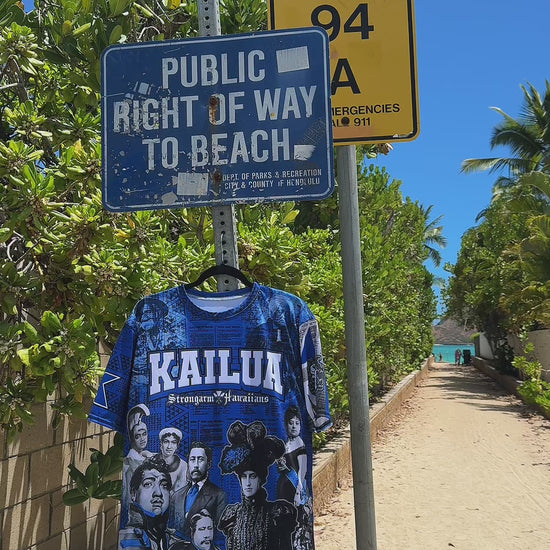 PUBLIC
RIGHT OF WAY
TO BEACH
DEPT. OF PARKS & RECREATION
CITY & COUNTY OF HONOLULU
94
A
EMERGENCIES
911
KAILUA
Strongarm Hawaiians